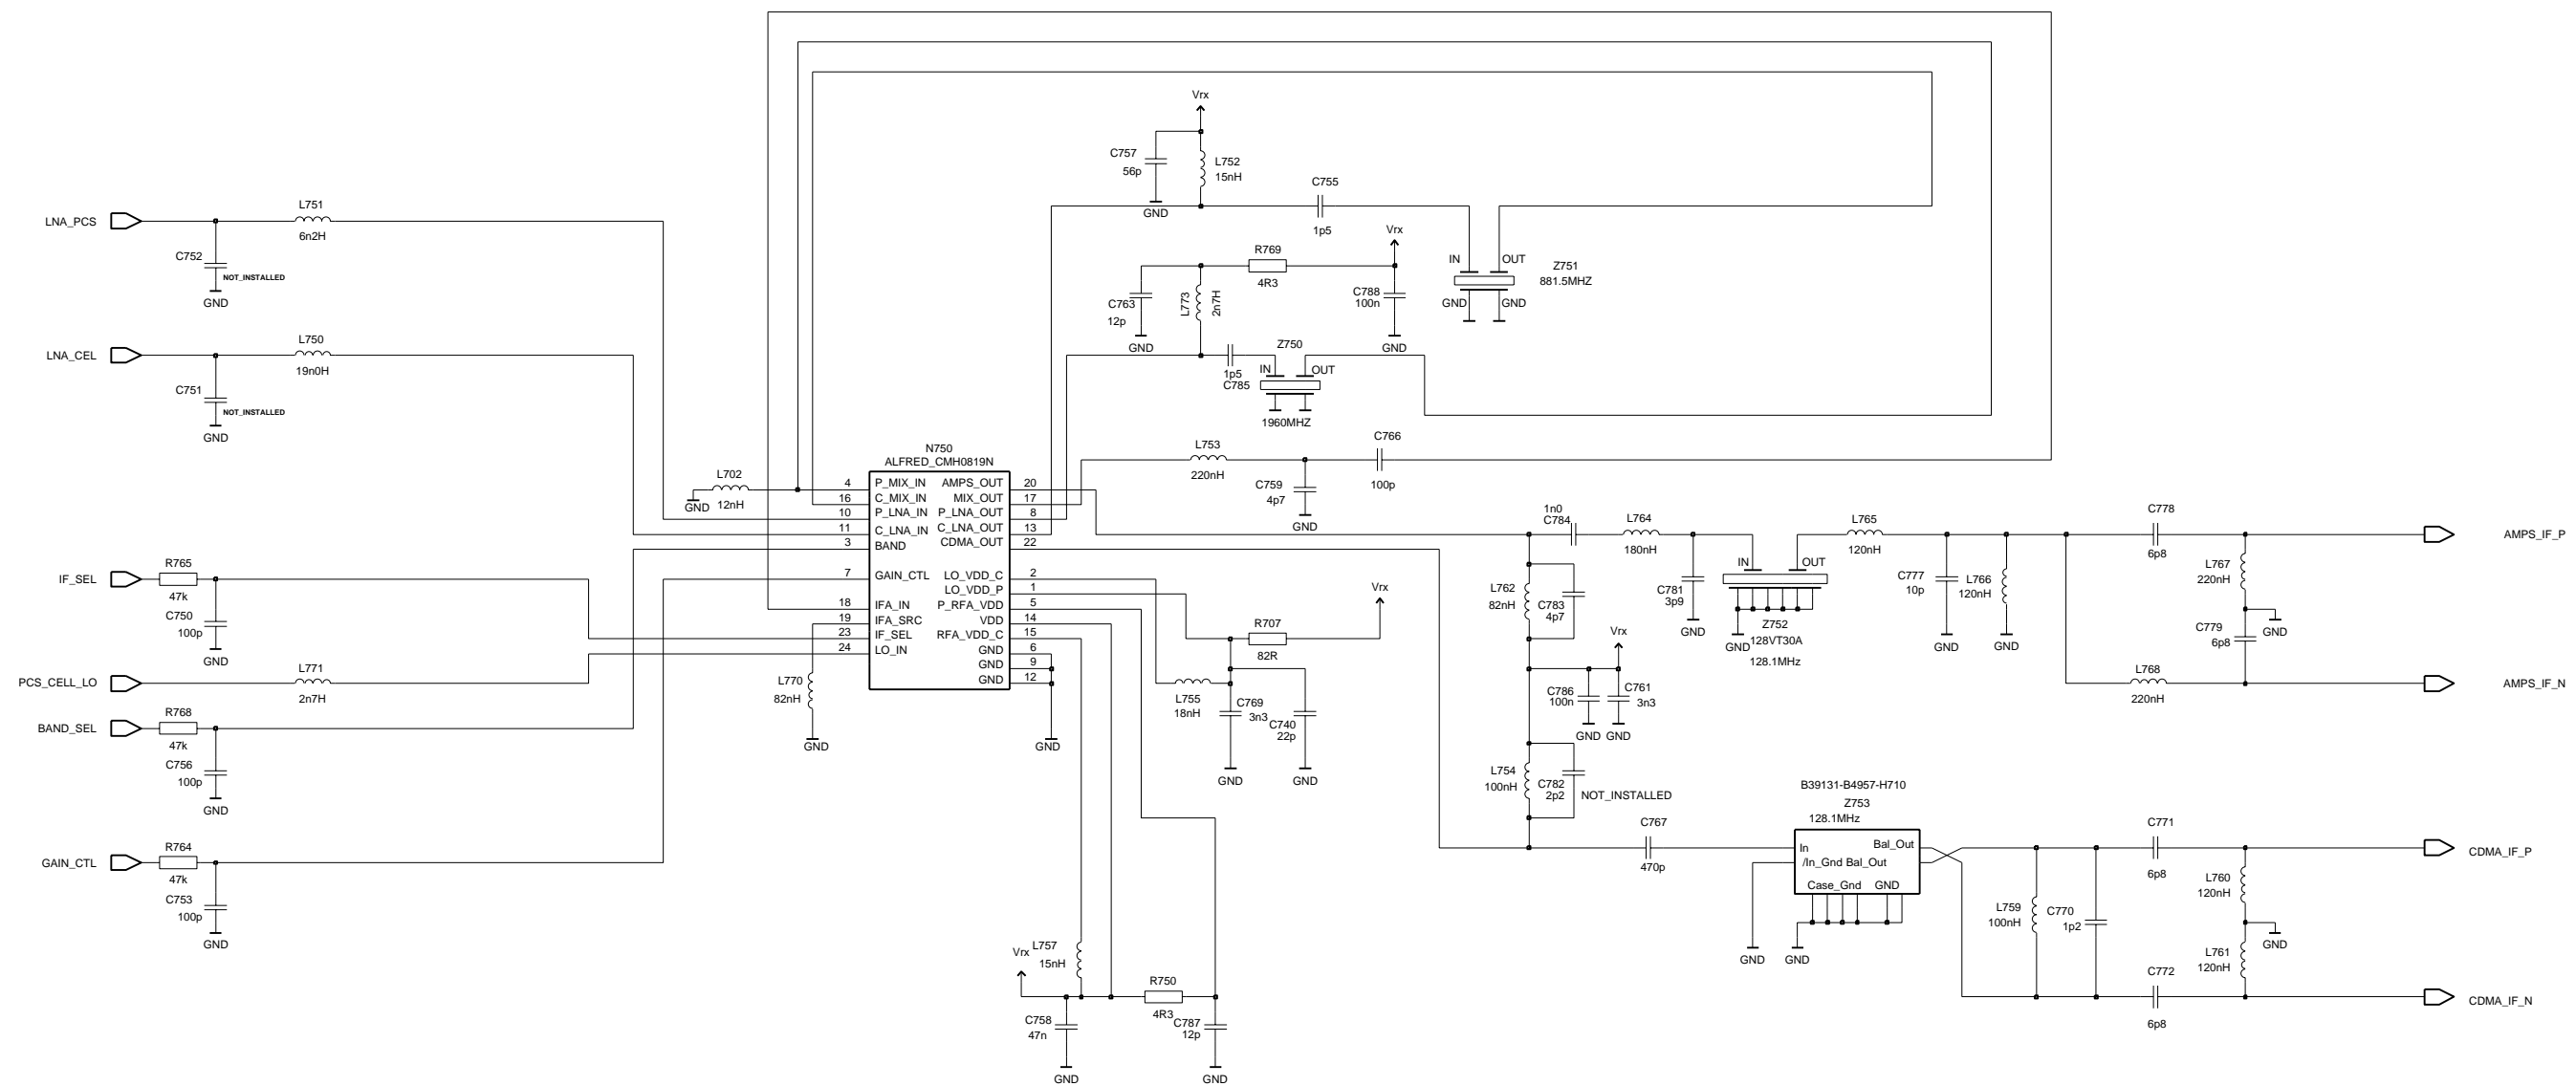 Vrx
C757
56p
L752
15nH
GND
C755
1p5
LNA_PCS
L751
6n2H
C752
NOT_INSTALLED
GND
R769
4R3
Vrx
C763
12p
GND
L773
2n7H
C788
100n
GND
IN
OUT
GND
GND
Z751
881.5MHZ
LNA_CEL
L750
19n0H
C751
NOT_INSTALLED
GND
1p5
C785
Z750
IN
OUT
1960MHZ
L753
220nH
C759
4p7
GND
C766
100p
N750
ALFRED_CMH0819N
L702
12nH
GND
4 P_MIX_IN AMPS_OUT 20
16 C_MIX_IN MIX_OUT 17
10 P_LNA_IN P_LNA_OUT 8
11 C_LNA_IN C_LNA_OUT 13
3 BAND CDMA_OUT 22
7 GAIN_CTL LO_VDD_C 2
LO_VDD_P 1
18 IFA_IN P_RFA_VDD 5
19 IFA_SRC VDD 14
23 IF_SEL RFA_VDD_C 15
24 LO_IN GND 6
GND 9
GND 12
GND
IF_SEL
R765
47k
C750
100p
GND
PCS_CELL_LO
L771
2n7H
L770
82nH
GND
BAND_SEL
R768
47k
C756
100p
GND
GAIN_CTL
R764
47k
C753
100p
GND
Vrx
R707
82R
L755
18nH
C769
3n3
GND
C740
22p
GND
1n0
C784
L764
180nH
C781
3p9
GND
L762
82nH
C783
4p7
Vrx
C786
100n
GND
C761
3n3
GND
L754
100nH
C782
2p2
NOT_INSTALLED
IN
OUT
GND
Z752
128VT30A
128.1MHz
L765
120nH
C777
10p
GND
L766
120nH
GND
C778
6p8
L767
220nH
GND
C779
6p8
L768
220nH
AMPS_IF_P
AMPS_IF_N
C767
470p
B39131-B4957-H710
Z753
128.1MHz
In
Bal_Out
/In_Gnd Bal_Out
Case_Gnd GND
GND
GND
L759
100nH
C770
1p2
C771
6p8
L760
120nH
GND
L761
120nH
C772
6p8
CDMA_IF_P
CDMA_IF_N
Vrx
L757
15nH
C758
47n
GND
R750
4R3
C787
12p
GND